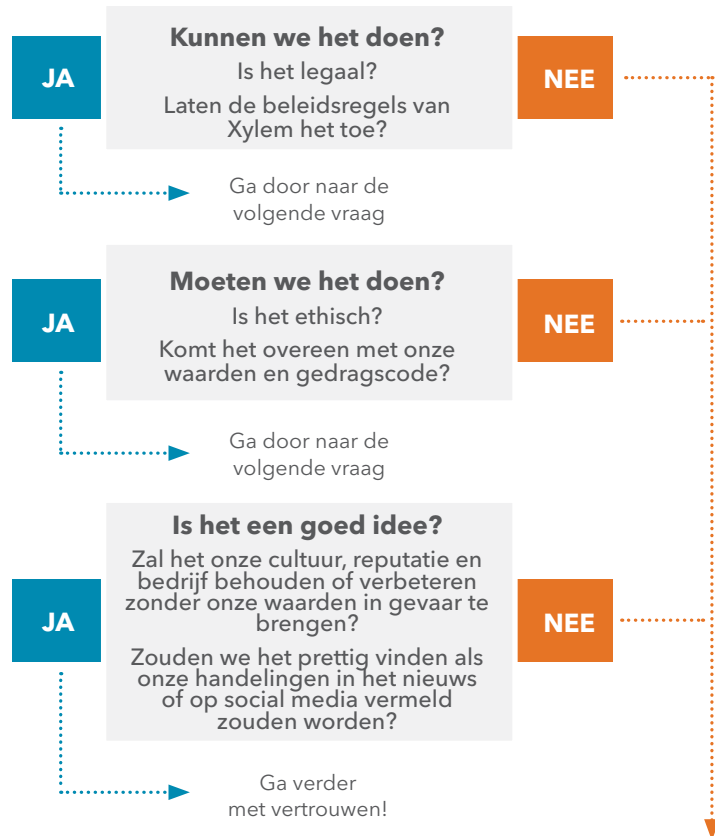 Kunnen we het doen?
JA
Is het legaal?
NEE
Laten de beleidsregels van
Xylem het toe?
Ga door naar de
volgende vraag
Moeten we het doen?
JA
Is het ethisch?
NEE
Komt het overeen met onze
waarden en gedragscode?
Ga door naar de
volgende vraag
Is het een goed idee?
Zal het onze cultuur, reputatie en
bedrijf behouden of verbeteren
zonder onze waarden in gevaar te
brengen?
JA
NEE
Zouden we het prettig vinden als
onze handelingen in het nieuws
of op social media vermeld
zouden worden?
Ga verder
met vertrouwen!